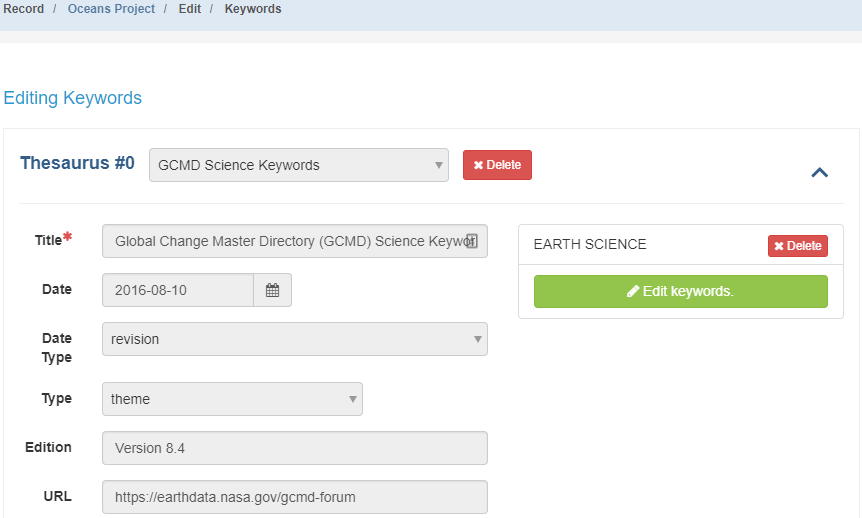 Record / Oceans Project / Edit / Keywords
Editing Keywords
Thesaurus #0 GCMD Science Keywords Delete
Title* Global Change Master Directory (GCMD) Science Keywor
EARTH SCIENCE Delete
Date 2016-08-10
Edit keywords.
Date Type revision
Type theme
Edition Version 8.4
URL https://earthdata.nasa.gov/gcmd-forum